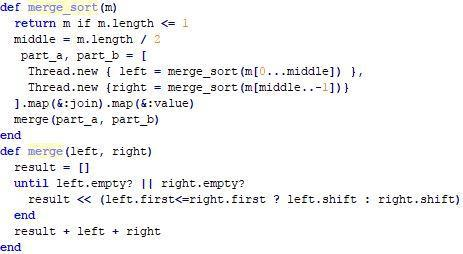 def merge_sort(m)
  return m if m.length <= 1
  middle = m.length / 2
   part_a, part_b = [
    Thread.new { left = merge_sort(m[0...middle]) },
    Thread.new {right = merge_sort(m[middle..-1])}
  ].map(&:join).map(&:value)
  merge(part_a, part_b)
end
def merge(left, right)
  result = []
  until left.empty? || right.empty?
    result << (left.first<=right.first ? left.shift : right.shift)
  end
  result + left + right
end